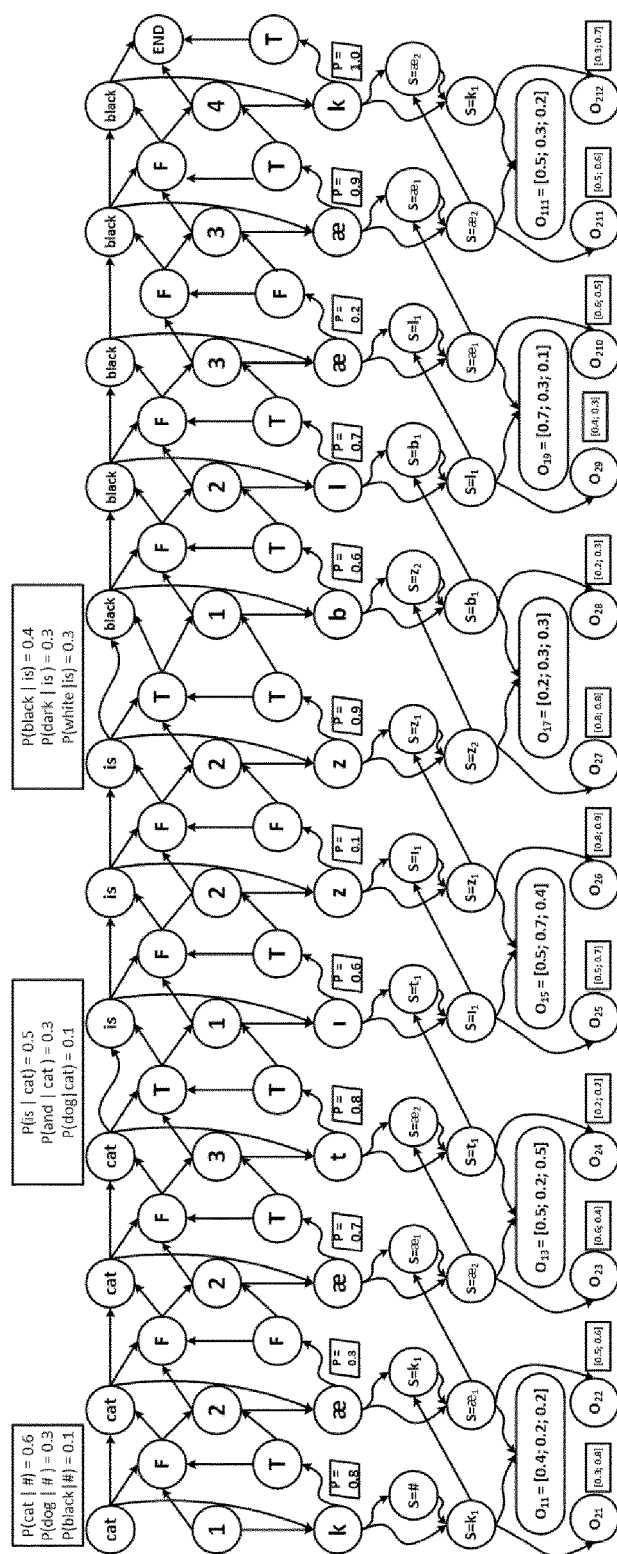 P(cat | #) = 0.6
P(dog | #) = 0.3
P(black|#) = 0.1
P(is | cat) = 0.5
P(and | cat) = 0.3
P(dog|cat) = 0.1
P(black | is) = 0.4
P(dark | is) = 0.3
P(white |is) = 0.3
cat cat cat cat is is is black black black black black END
F F F T F F T F F F F
1 2 2 3 1 2 2 1 2 3 3 4
T F T T T F T T T F T T
P = 0.8 P = 0.3 P = 0.7 P = 0.8 P = 0.6 P = 0.1 P = 0.9 P = 0.6 P = 0.7 P = 0.2 P = 0.9 P = 1.0
k æ æ t ɪ z z b l æ æ k
S=# S=k₁ S=æ₁ S=æ₂ S=t₁ S=ɪ₁ S=z₁ S=z₂ S=b₁ S=l₁ S=æ₁ S=æ₂
S=k₁ S=æ₁ S=æ₂ S=t₁ S=ɪ₁ S=z₁ S=z₂ S=b₁ S=l₁ S=æ₁ S=æ₂ S=k₁
O₁₁ = [0.4; 0.2; 0.2] O₁₃ = [0.5; 0.2; 0.5] O₁₅ = [0.5; 0.7; 0.4] O₁₇ = [0.2; 0.3; 0.3] O₁₉ = [0.7; 0.3; 0.1] O₁₁₁ = [0.5; 0.3; 0.2]
O₂₁ O₂₂ O₂₃ O₂₄ O₂₅ O₂₆ O₂₇ O₂₈ O₂₉ O₂₁₀ O₂₁₁ O₂₁₂
[0.3; 0.8] [0.5; 0.6] [0.6; 0.4] [0.2; 0.2] [0.5; 0.7] [0.8; 0.9] [0.8; 0.8] [0.2; 0.3] [0.4; 0.3] [0.6; 0.5] [0.5; 0.6] [0.3; 0.7]